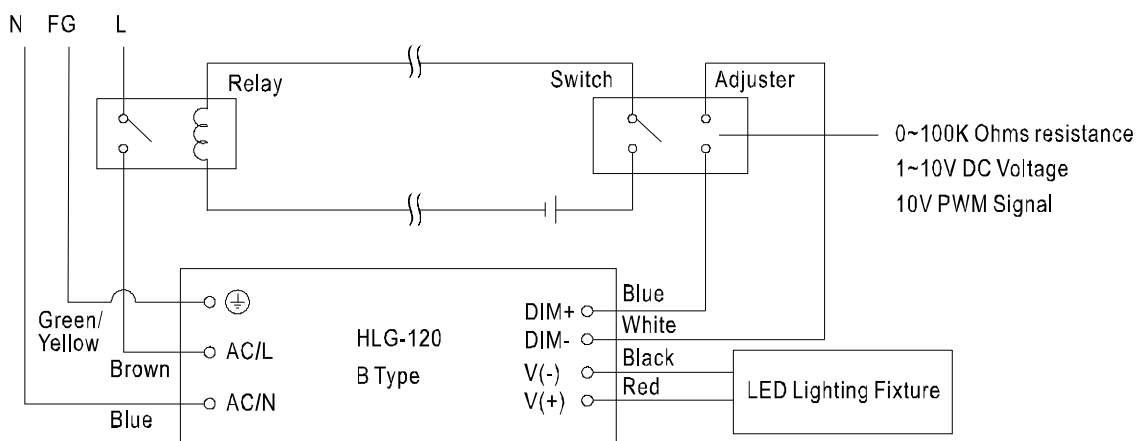 N FG L
Relay
Switch
Adjuster
0~100K Ohms resistance
1~10V DC Voltage
10V PWM Signal
Green/
Yellow
Brown
Blue
AC/L
AC/N
HLG-120
B Type
DIM+
DIM-
V(-)
V(+)
Blue
White
Black
Red
LED Lighting Fixture